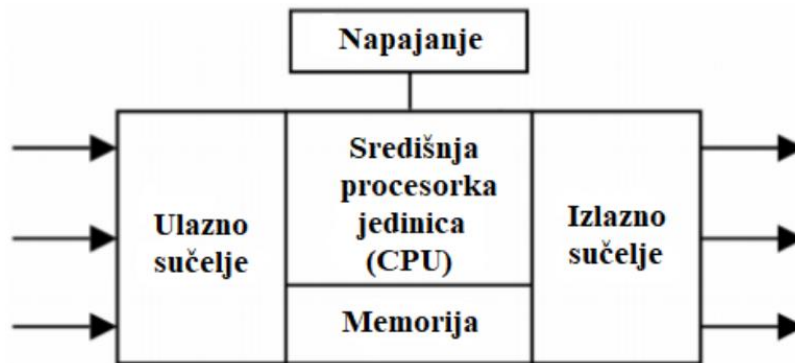 Napajanje
Ulazno
sučelje
Središnja
procesorka
jedinica
(CPU)
Memorija
Izlazno
sučelje